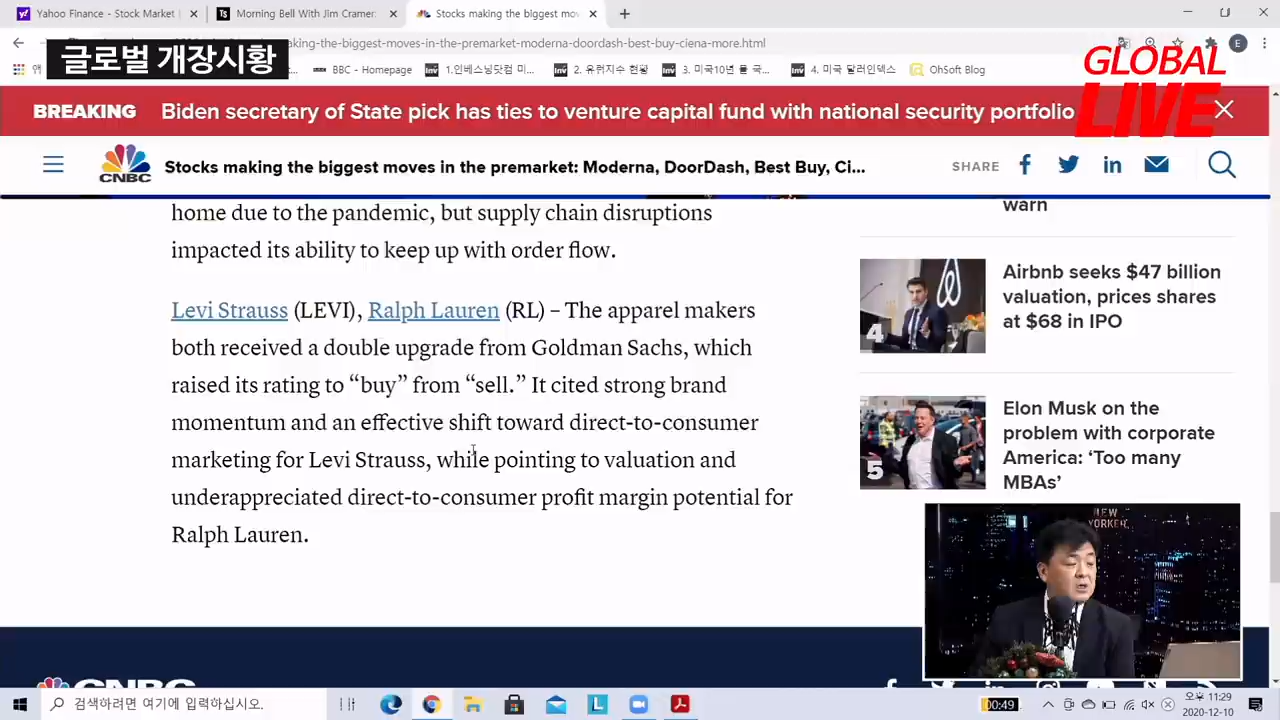 Yahoo Finance - Stock Market
Morning Bell With Jim Cramer:
Stocks making the biggest mov
글로벌 개장시황
aking-the-biggest-moves-in-the-premarket-moderna-doordash-best-buy-ciena-more.html
E
BBC - Homepage
1.인베스닝닷컴 미...
2. 유전지수 현황
3. 미국10년 물 국...
4. 미국 달러인덱스
OhSoft Blog
GLOBAL
LIVE
BREAKING
Biden secretary of State pick has ties to venture capital fund with national security portfolio
CNBC
Stocks making the biggest moves in the premarket: Moderna, DoorDash, Best Buy, Ci...
SHARE
home due to the pandemic, but supply chain disruptions
impacted its ability to keep up with order flow.
Levi Strauss (LEVI), Ralph Lauren (RL) – The apparel makers
both received a double upgrade from Goldman Sachs, which
raised its rating to “buy” from “sell.” It cited strong brand
momentum and an effective shift toward direct-to-consumer
marketing for Levi Strauss, while pointing to valuation and
underappreciated direct-to-consumer profit margin potential for
Ralph Lauren.
warn
4
Airbnb seeks $47 billion
valuation, prices shares
at $68 in IPO
5
Elon Musk on the
problem with corporate
America: ‘Too many
MBAs’
NEW
YORKER
CNBC
검색하려면 여기에 입력하십시오.
00:49
오후 11:29
2020-12-10